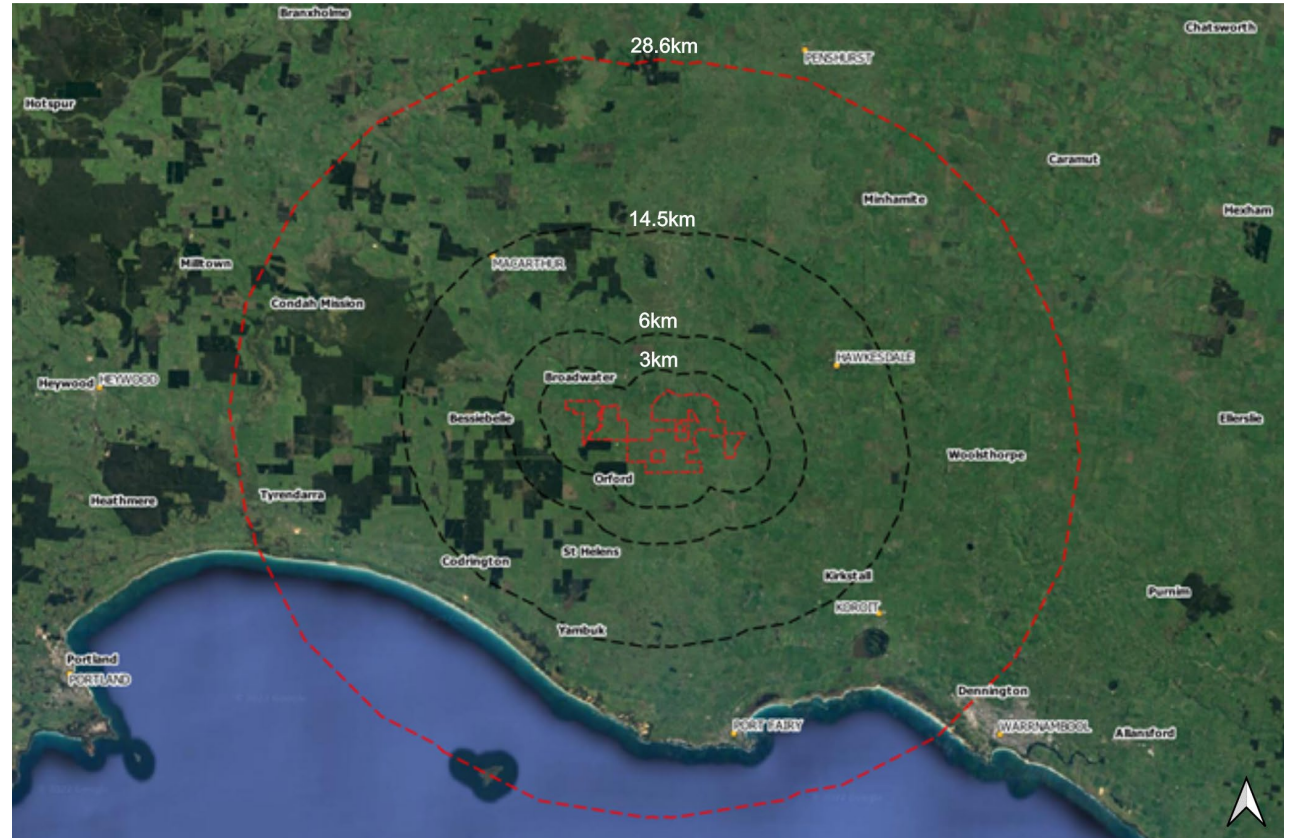 Branxholme
Chatsworth
28.6km
PENSHURST
Hotspur
Caramut
Minhamite
Hexham
14.5km
Milltown
MACARTHUR
Condah Mission
6km
3km
HAWKESDALE
Broadwater
Heywood
HEYWOOD
Bessiebelle
Ellerslie
Woolsthorpe
Orford
Tyrendarra
Heathmere
St Helens
Codrington
Kirkstall
Purnim
KOROIT
Yambuk
Portland
PORTLAND
Dennington
PORT FAIRY
WARRNAMBOOL
Allansford